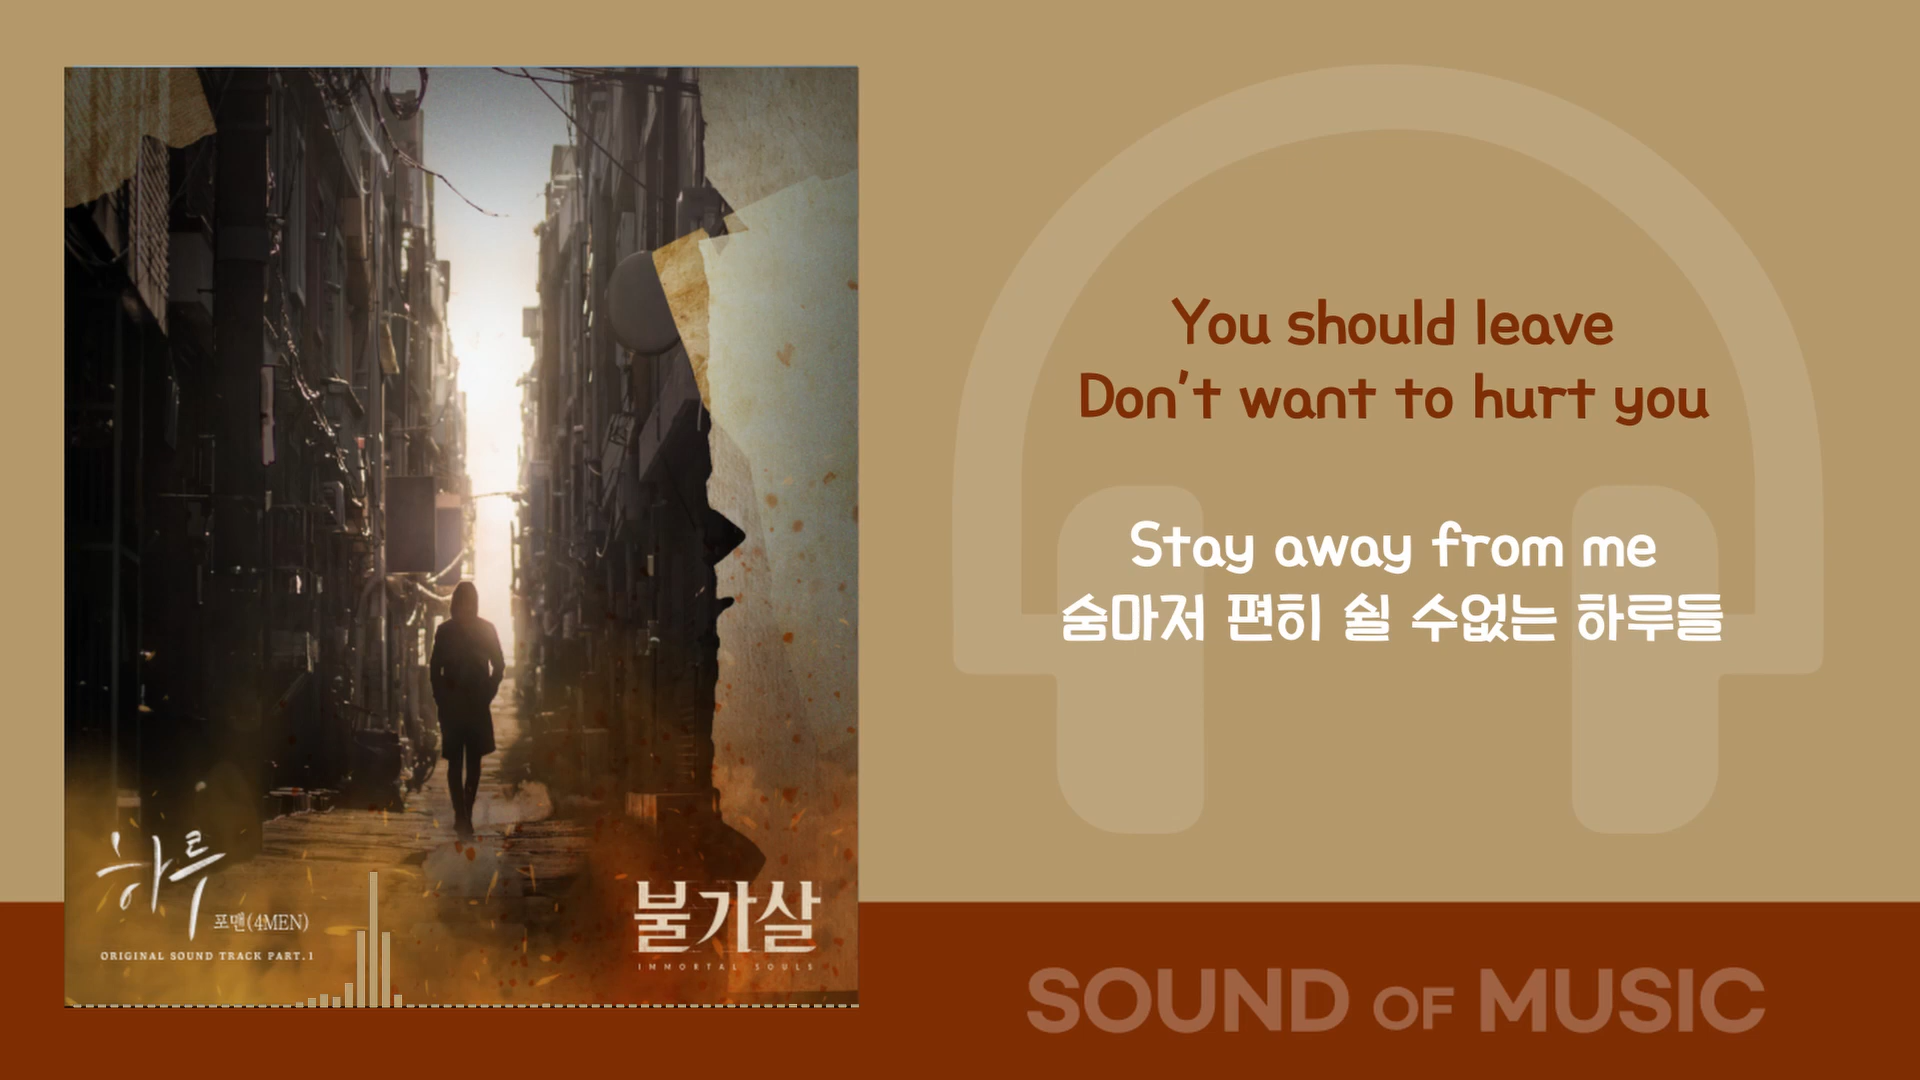 You should leave
Don't want to hurt you
Stay away from me
숨마저 편히 쉴 수없는 하루들
하루
포맨(4MEN)
ORIGINAL SOUND TRACK PART.1
불가살
IMMORTAL SOULS
SOUND OF MUSIC